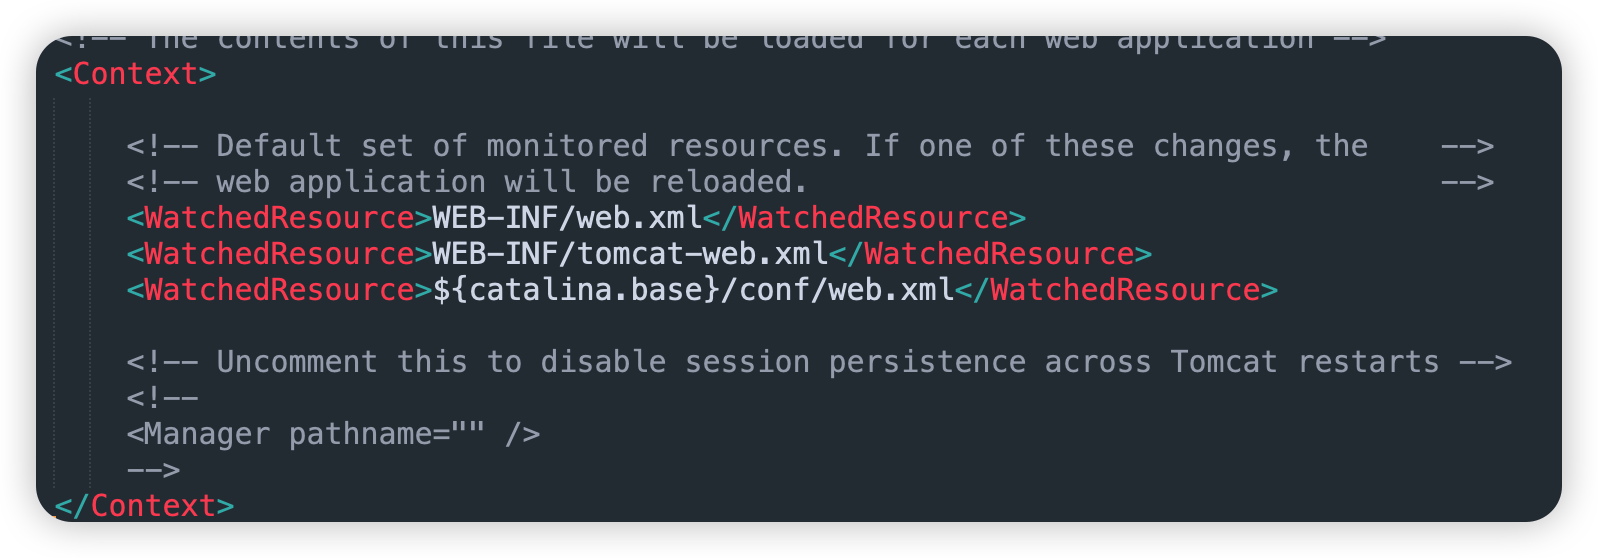 <!-- The contents of this file will be loaded for each web application -->
<Context>
<!-- Default set of monitored resources. If one of these changes, the -->
<!-- web application will be reloaded. -->
<WatchedResource>WEB-INF/web.xml</WatchedResource>
<WatchedResource>WEB-INF/tomcat-web.xml</WatchedResource>
<WatchedResource>${catalina.base}/conf/web.xml</WatchedResource>
<!-- Uncomment this to disable session persistence across Tomcat restarts -->
<!--
<Manager pathname="" />
-->
</Context>